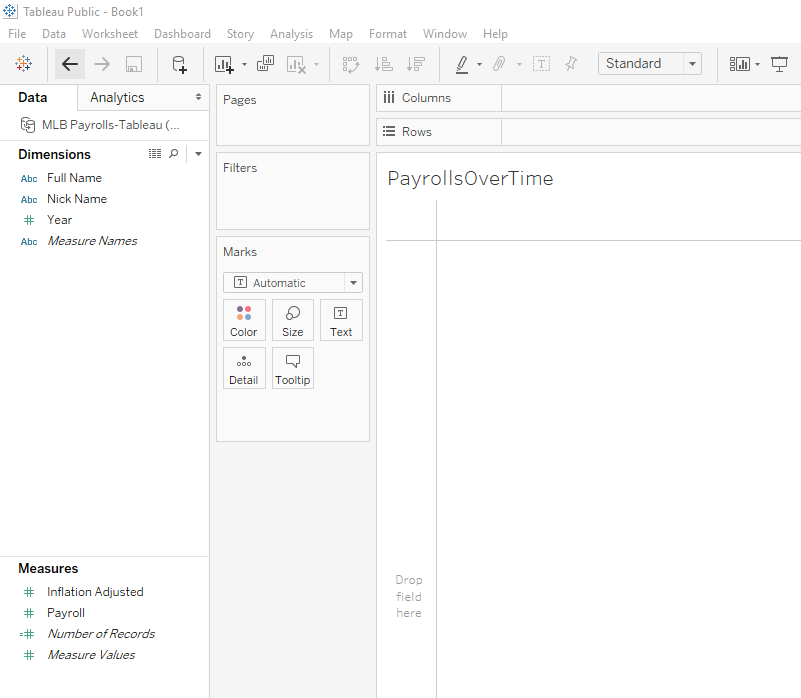 Tableau Public - Book1
File Data Worksheet Dashboard Story Analysis Map Format Window Help
T
Standard
Data Analytics
MLB Payrolls-Tableau (...
Dimensions
Abc Full Name
Abc Nick Name
# Year
Abc Measure Names
Measures
# Inflation Adjusted
# Payroll
=# Number of Records
# Measure Values
Pages
Filters
Marks
T Automatic
Color Size T Text
Detail Tooltip
Columns
Rows
PayrollsOverTime
Drop
field
here